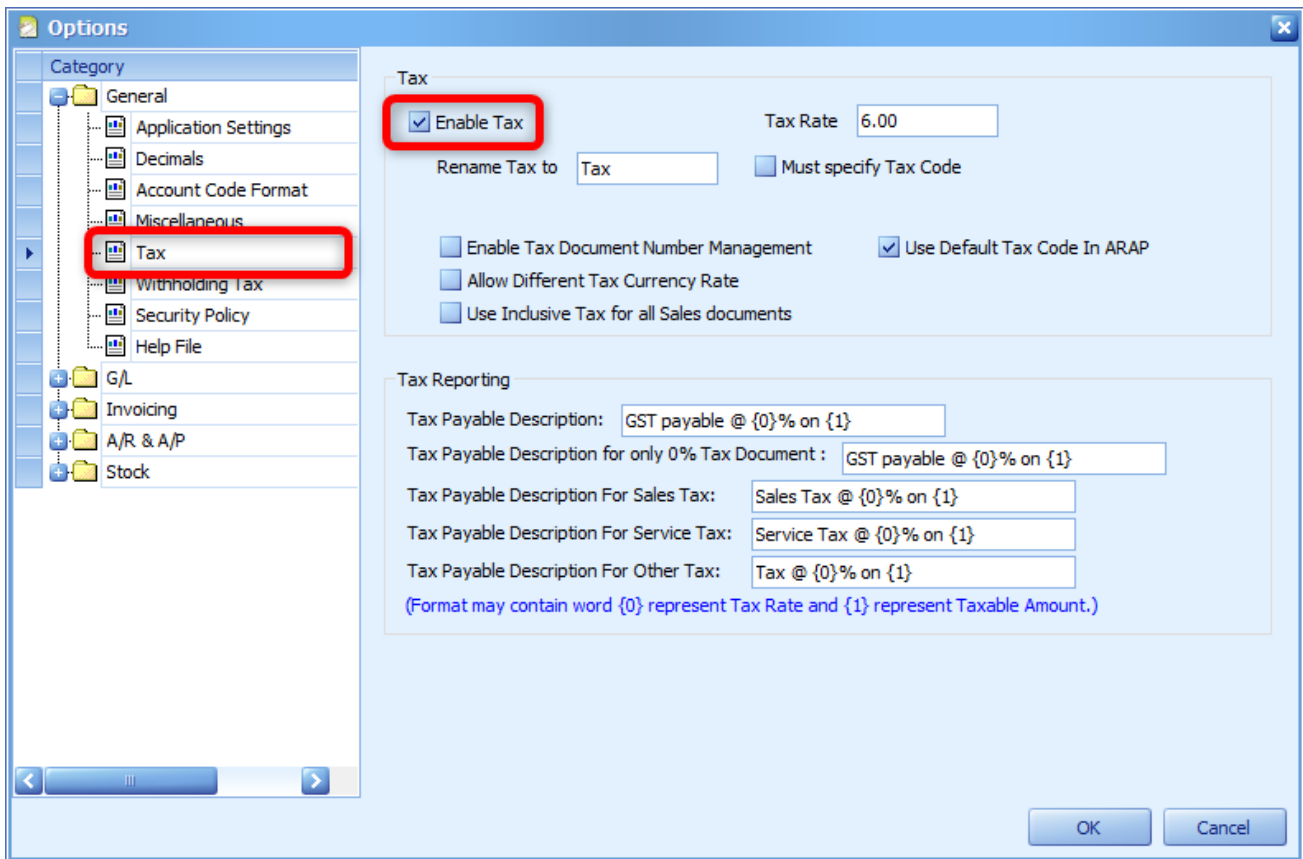 Options
Category
General
Application Settings
Decimals
Account Code Format
Miscellaneous
Tax
Withholding Tax
Security Policy
Help File
G/L
Invoicing
A/R & A/P
Stock
Tax
Enable Tax
Tax Rate 6.00
Rename Tax to Tax
Must specify Tax Code
Enable Tax Document Number Management
Use Default Tax Code In ARAP
Allow Different Tax Currency Rate
Use Inclusive Tax for all Sales documents
Tax Reporting
Tax Payable Description: GST payable @ {0}% on {1}
Tax Payable Description for only 0% Tax Document : GST payable @ {0}% on {1}
Tax Payable Description For Sales Tax: Sales Tax @ {0}% on {1}
Tax Payable Description For Service Tax: Service Tax @ {0}% on {1}
Tax Payable Description For Other Tax: Tax @ {0}% on {1}
(Format may contain word {0} represent Tax Rate and {1} represent Taxable Amount.)
OK
Cancel